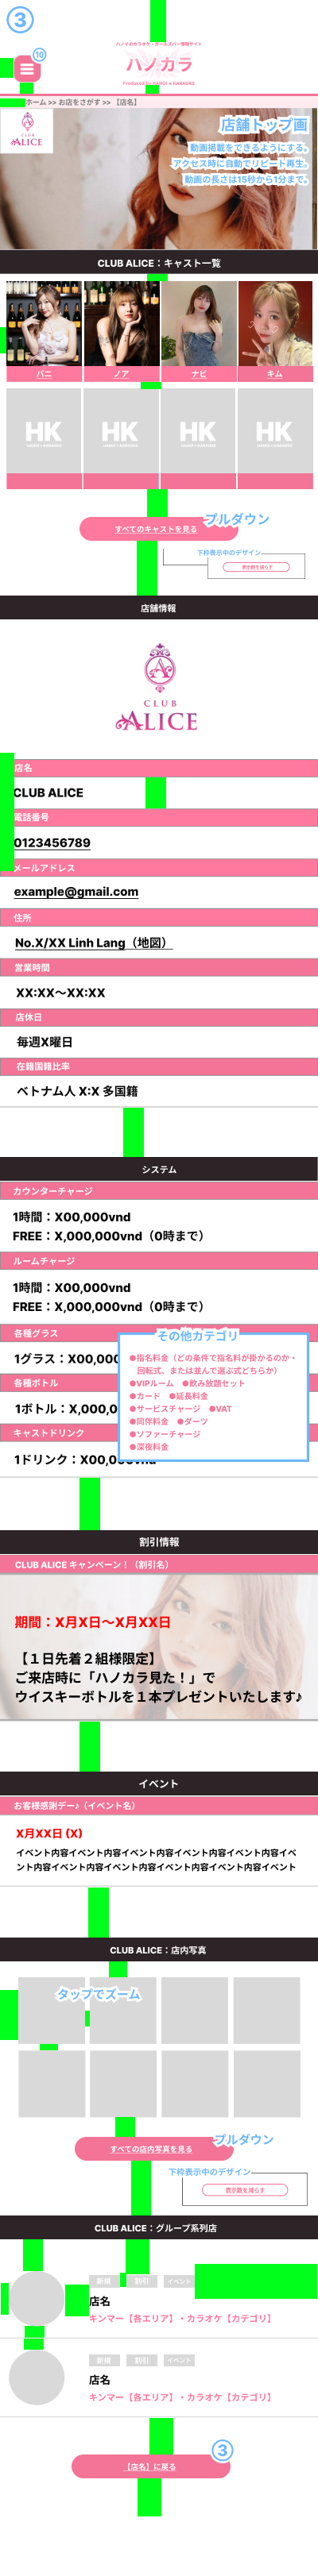 ③
⑩
ハノイのカラオケ・ガールズバー情報サイト
ハノカラ
Produced by HANOI × KARAOKE
ホーム >> お店をさがす >> 【店名】
CLUB
ALICE
店舗トップ画
動画掲載をできるようにする。
アクセス時に自動でリピート再生。
動画の長さは15秒から1分まで。
CLUB ALICE：キャスト一覧
バニ
ノア
ナビ
キム
HK
HK
HK
HK
すべてのキャストを見る
プルダウン
下枠表示中のデザイン
表示数を減らす
店舗情報
CLUB
ALICE
店名
CLUB ALICE
電話番号
0123456789
メールアドレス
example@gmail.com
住所
No.X/XX Linh Lang（地図）
営業時間
XX:XX〜XX:XX
店休日
毎週X曜日
在籍国籍比率
ベトナム人 X:X 多国籍
システム
カウンターチャージ
1時間：X00,000vnd
FREE：X,000,000vnd（0時まで）
ルームチャージ
1時間：X00,000vnd
FREE：X,000,000vnd（0時まで）
各種グラス
1グラス：X00,000
各種ボトル
1ボトル：X,000,0
キャストドリンク
1ドリンク：X00,000vnd
その他カテゴリ
●指名料金（どの条件で指名料が掛かるのか・
回転式、または並んで選ぶ式どちらか）
●VIPルーム　●飲み放題セット
●カード　●延長料金
●サービスチャージ　●VAT
●同伴料金　●ダーツ
●ソファーチャージ
●深夜料金
割引情報
CLUB ALICE キャンペーン！（割引名）
期間：X月X日〜X月XX日
【１日先着２組様限定】
ご来店時に「ハノカラ見た！」で
ウイスキーボトルを１本プレゼントいたします♪
イベント
お客様感謝デー♪（イベント名）
X月XX日 (X)
イベント内容イベント内容イベント内容イベント内容イベント内容イベ
ント内容イベント内容イベント内容イベント内容イベント内容イベント
CLUB ALICE：店内写真
タップでズーム
すべての店内写真を見る
プルダウン
下枠表示中のデザイン
表示数を減らす
CLUB ALICE：グループ系列店
新規
割引
イベント
店名
キンマー【各エリア】・カラオケ【カテゴリ】
新規
割引
イベント
店名
キンマー【各エリア】・カラオケ【カテゴリ】
③
【店名】に戻る